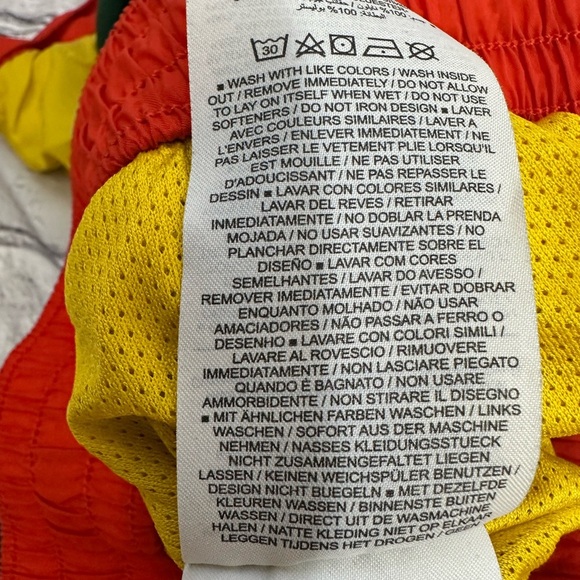 30
■ WASH WITH LIKE COLORS / WASH INSIDE
OUT / REMOVE IMMEDIATELY / DO NOT ALLOW
TO LAY ON ITSELF WHEN WET / DO NOT USE
SOFTENERS / DO NOT IRON DESIGN ■ LAVER
AVEC COULEURS SIMILAIRES / LAVER A
L'ENVERS / ENLEVER IMMEDIATEMENT / NE
PAS LAISSER LE VETEMENT PLIE LORSQU'IL
EST MOUILLE / NE PAS UTILISER
D'ADOUCISSANT / NE PAS REPASSER LE
DESSIN ■ LAVAR CON COLORES SIMILARES /
LAVAR DEL REVES / RETIRAR
INMEDIATAMENTE / NO DOBLAR LA PRENDA
MOJADA / NO USAR SUAVIZANTES / NO
PLANCHAR DIRECTAMENTE SOBRE EL
DISEÑO ■ LAVAR COM CORES
SEMELHANTES / LAVAR DO AVESSO /
REMOVER IMEDIATAMENTE / EVITAR DOBRAR
ENQUANTO MOLHADO / NÃO USAR
AMACIADORES / NÃO PASSAR A FERRO O
DESENHO ■ LAVARE CON COLORI SIMILI /
LAVARE AL ROVESCIO / RIMUOVERE
IMMEDIATAMENTE / NON LASCIARE PIEGATO
QUANDO È BAGNATO / NON USARE
AMMORBIDENTE / NON STIRARE IL DISEGNO
■ MIT ÄHNLICHEN FARBEN WASCHEN / LINKS
WASCHEN / SOFORT AUS DER MASCHINE
NEHMEN / NASSES KLEIDUNGSSTUECK
NICHT ZUSAMMENGEFALTET LIEGEN
LASSEN / KEINEN WEICHSPÜLER BENUTZEN /
DESIGN NICHT BUEGELN ■ MET DEZELFDE
KLEUREN WASSEN / BINNENSTE BUITEN
WASSEN / DIRECT UIT DE WASMACHINE
HALEN / NATTE KLEDING NIET OP ELKAAR
LEGGEN TIJDENS HET DROGEN / GEEN